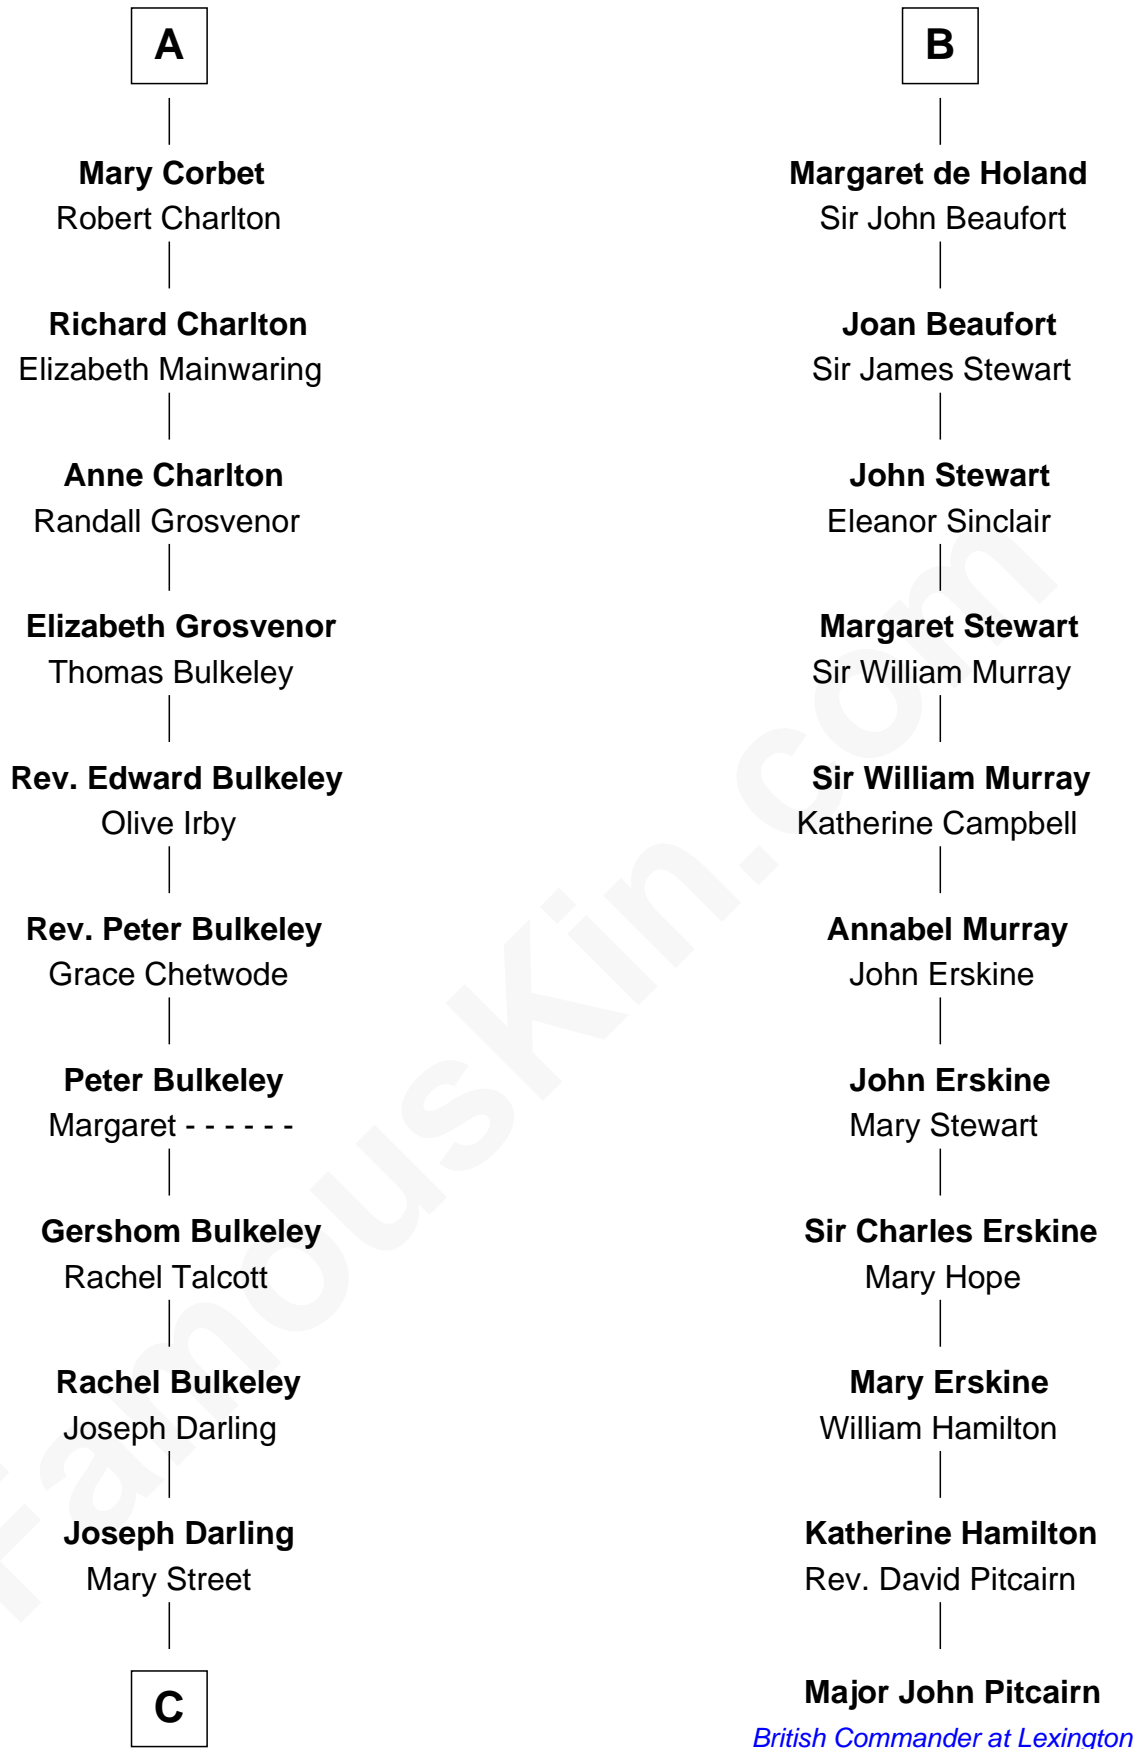 A
Mary Corbet
Robert Charlton
Richard Charlton
Elizabeth Mainwaring
Anne Charlton
Randall Grosvenor
Elizabeth Grosvenor
Thomas Bulkeley
Rev. Edward Bulkeley
Olive Irby
Rev. Peter Bulkeley
Grace Chetwode
Peter Bulkeley
Margaret - - - - - -
Gershom Bulkeley
Rachel Talcott
Rachel Bulkeley
Joseph Darling
Joseph Darling
Mary Street
C
B
Margaret de Holand
Sir John Beaufort
Joan Beaufort
Sir James Stewart
John Stewart
Eleanor Sinclair
Margaret Stewart
Sir William Murray
Sir William Murray
Katherine Campbell
Annabel Murray
John Erskine
John Erskine
Mary Stewart
Sir Charles Erskine
Mary Hope
Mary Erskine
William Hamilton
Katherine Hamilton
Rev. David Pitcairn
Major John Pitcairn
British Commander at Lexington
FamousKin.com